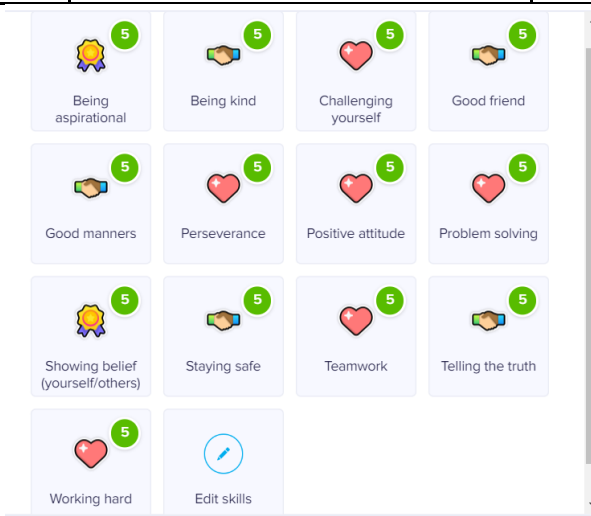 5 5 5 5
Being Being kind Challenging Good friend
aspirational yourself
5 5 5 5
Good manners Perseverance Positive attitude Problem solving
5 5 5 5
Showing belief Staying safe Teamwork Telling the truth
(yourself/others)
5
Working hard Edit skills